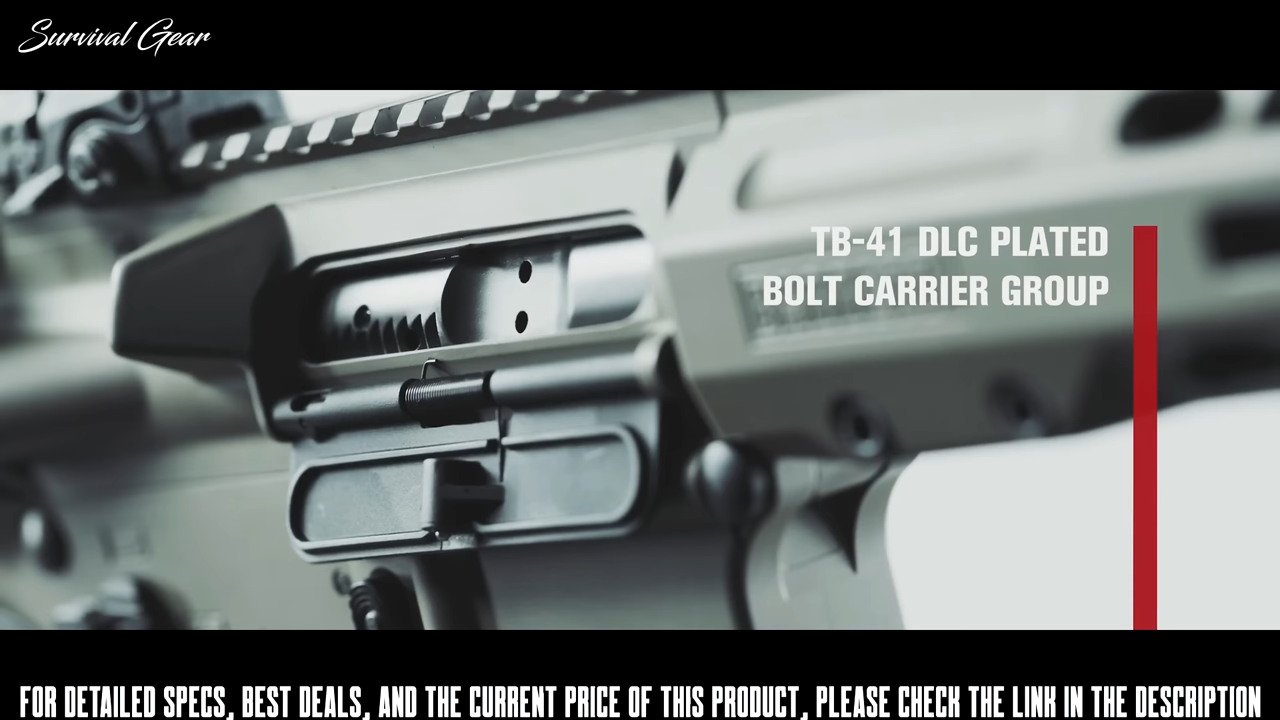 Survival Gear
TB-41 DLC PLATED
BOLT CARRIER GROUP
FOR DETAILED SPECS, BEST DEALS, AND THE CURRENT PRICE OF THIS PRODUCT, PLEASE CHECK THE LINK IN THE DESCRIPTION